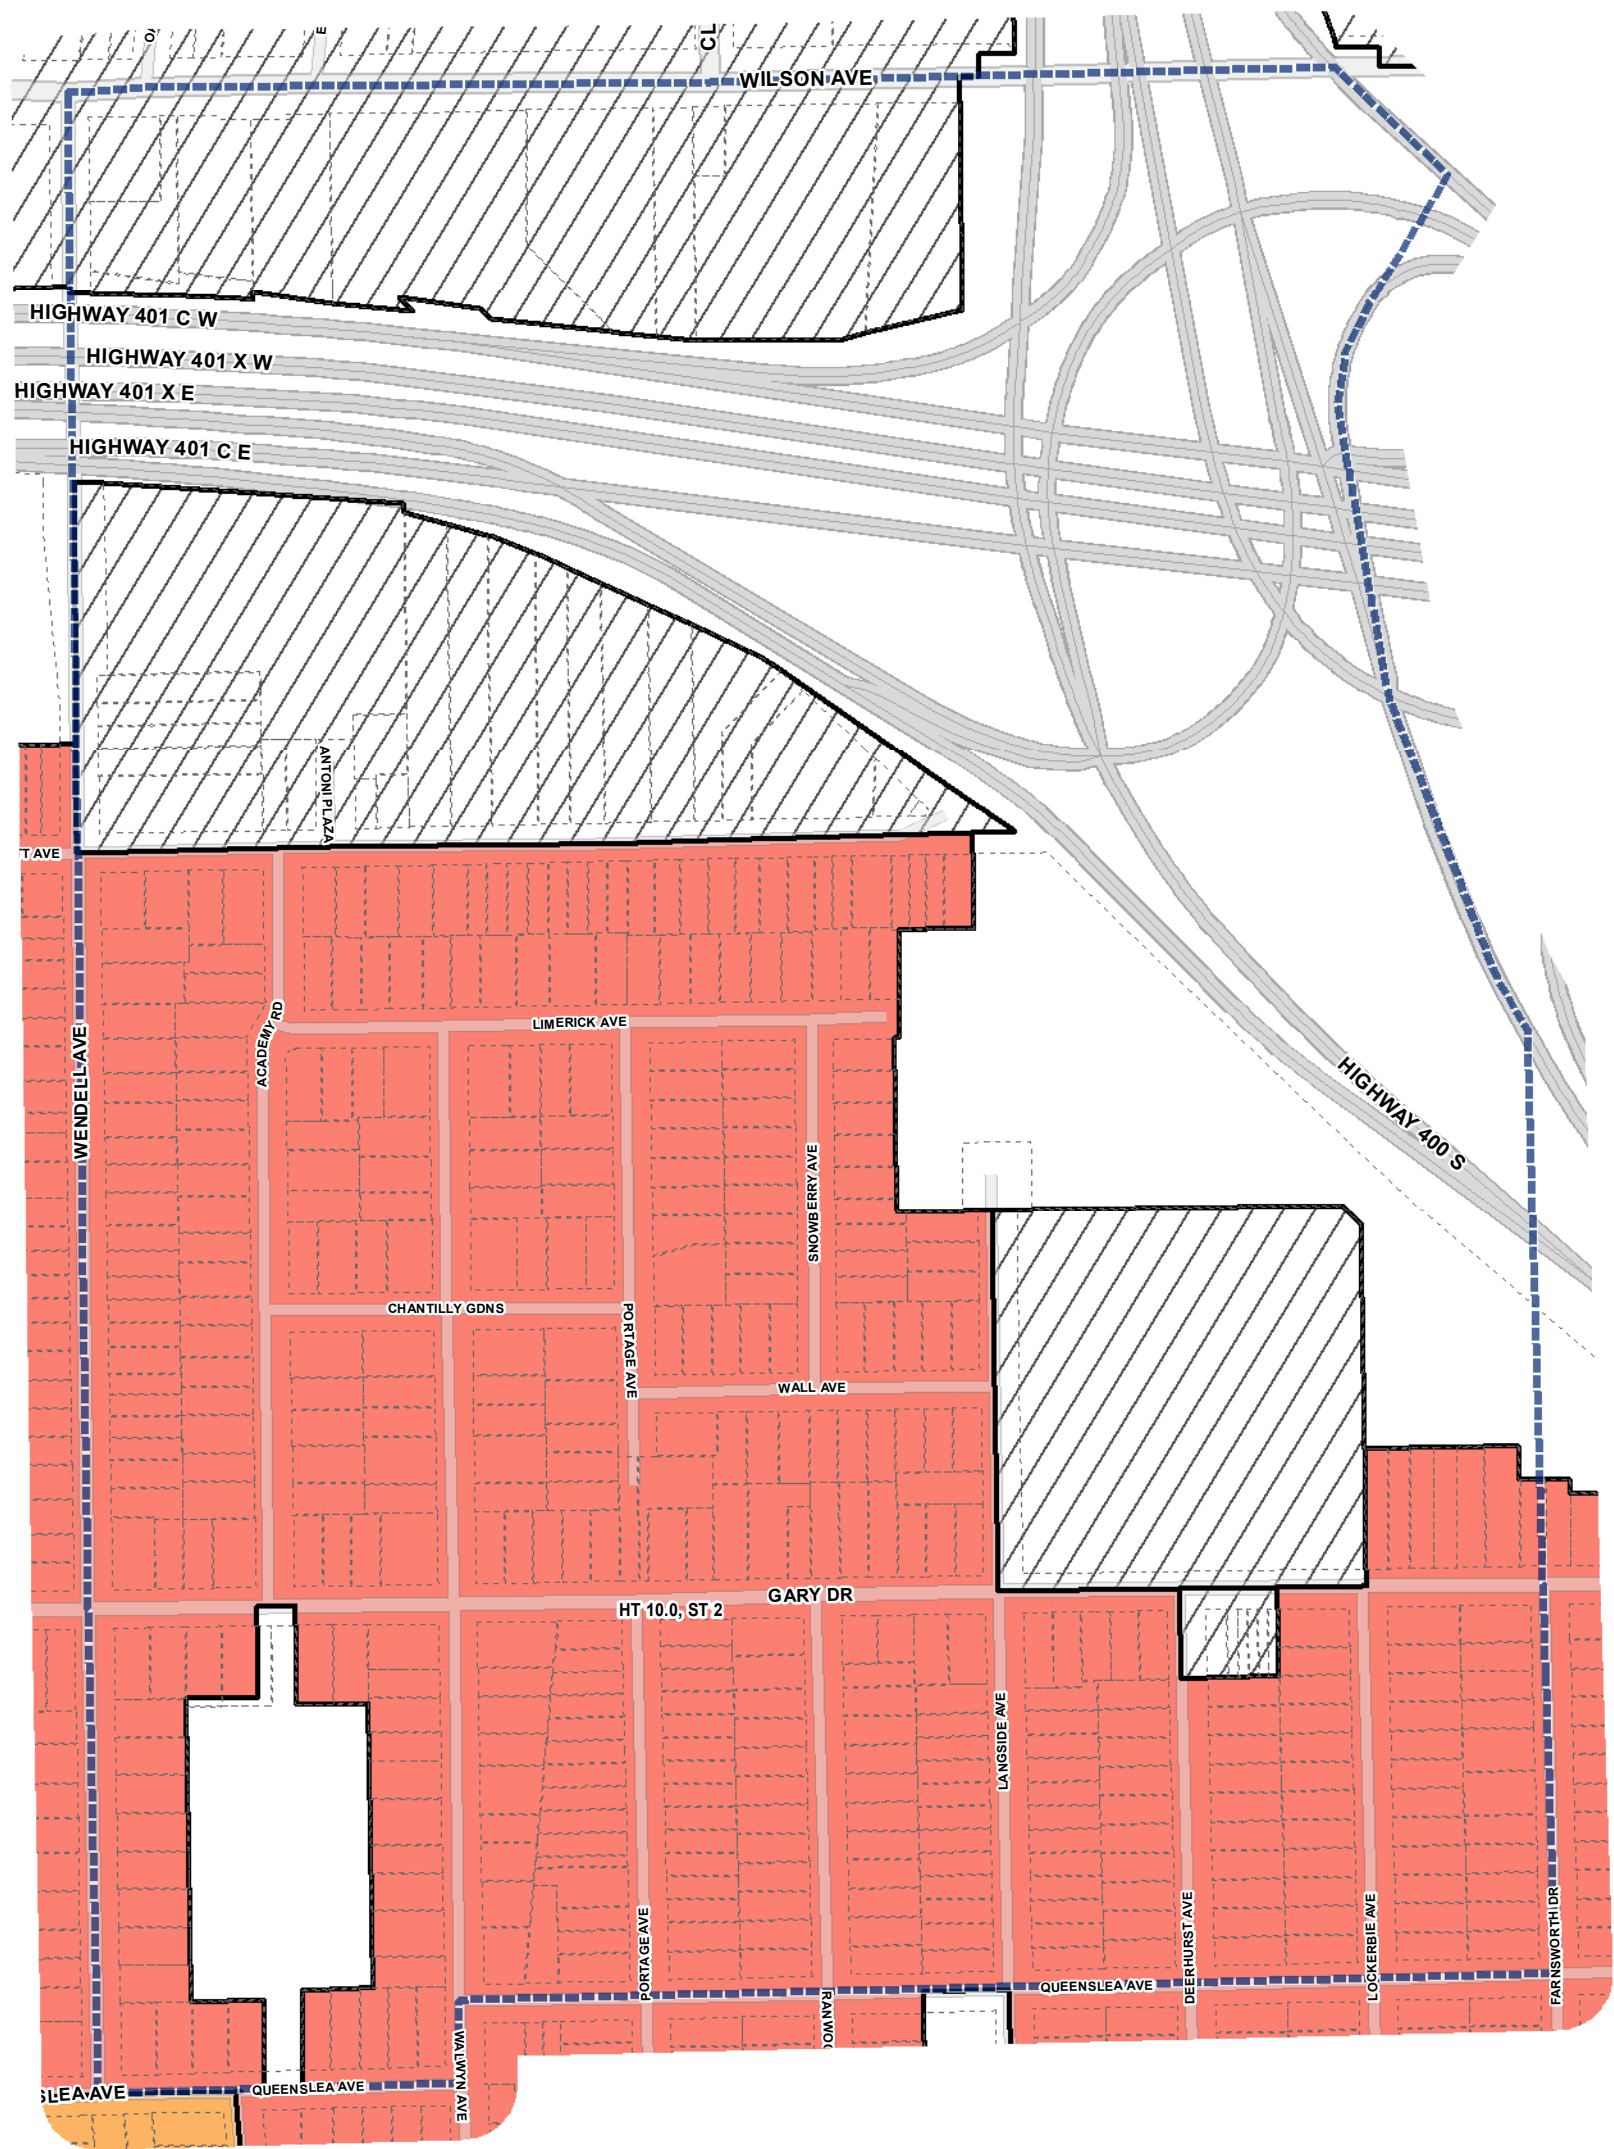 CL
WILSON AVE
HIGHWAY 401 C W
HIGHWAY 401 X W
HIGHWAY 401 X E
HIGHWAY 401 C E
ANTONI PLAZA
T AVE
ACADEMY RD
LIMERICK AVE
WENDELL AVE
HIGHWAY 400 S
SNOWBERRY AVE
CHANTILLY GDNS
PORTAGE AVE
WALL AVE
GARY DR
HT 10.0, ST 2
LANGSIDE AVE
PORTAGE AVE
DEERHURST AVE
LOCKERBIE AVE
FARNSWORTH DR
QUEENSLEA AVE
WALWYN AVE
SLEA AVE
QUEENSLEA AVE